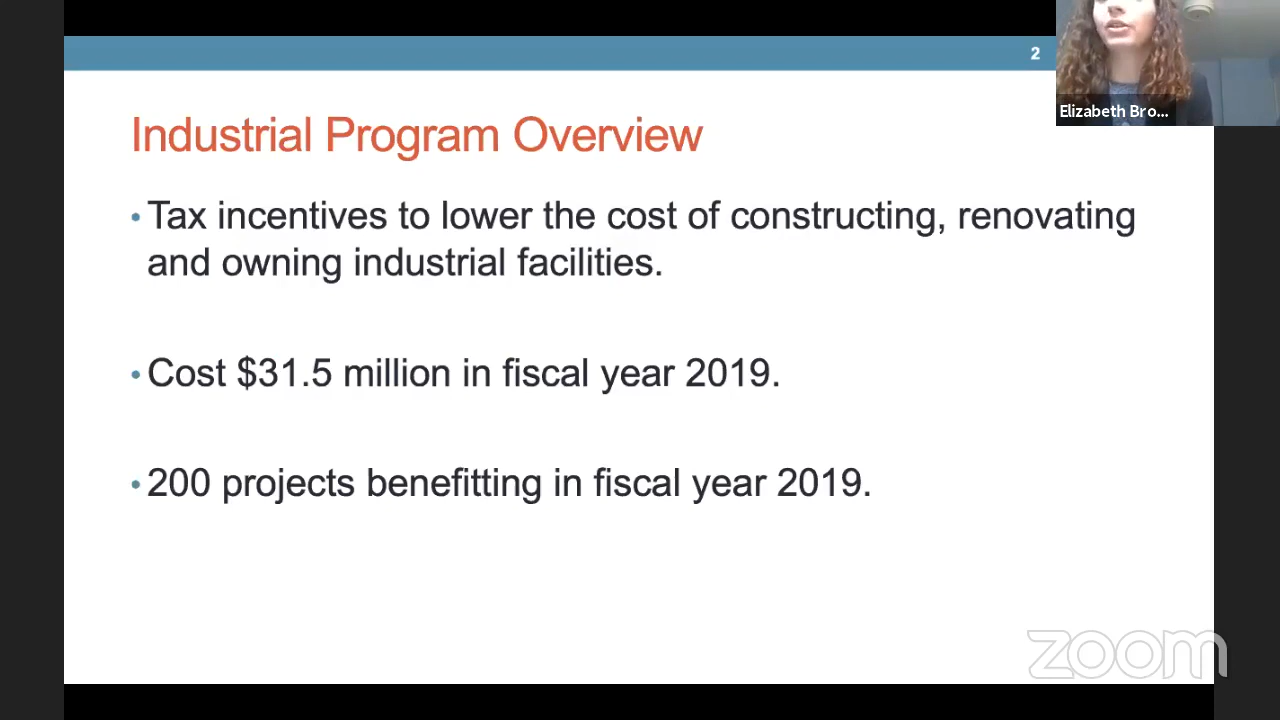 2
Elizabeth Bro...
Industrial Program Overview
• Tax incentives to lower the cost of constructing, renovating
and owning industrial facilities.
• Cost $31.5 million in fiscal year 2019.
• 200 projects benefitting in fiscal year 2019.
zoom